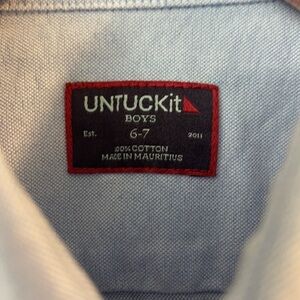 UNTUCKit
BOYS
Est. 6-7 2011
100% COTTON
MADE IN MAURITIUS